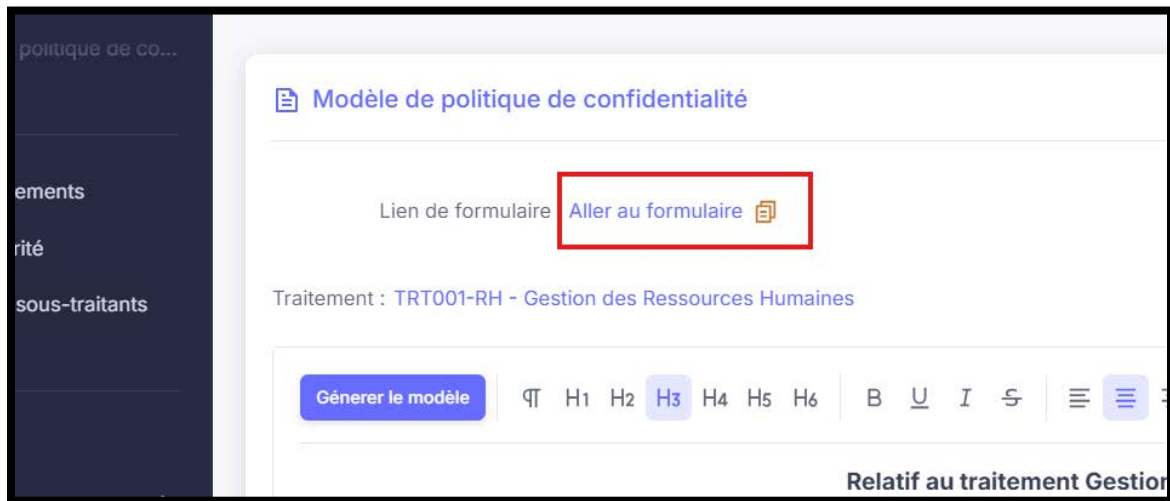 politique de co...
Modèle de politique de confidentialité
ements
Lien de formulaire Aller au formulaire
rité
sous-traitants
Traitement : TRT001-RH - Gestion des Ressources Humaines
Génerer le modèle ¶ H1 H2 H3 H4 H5 H6 B U I S
Relatif au traitement Gestion